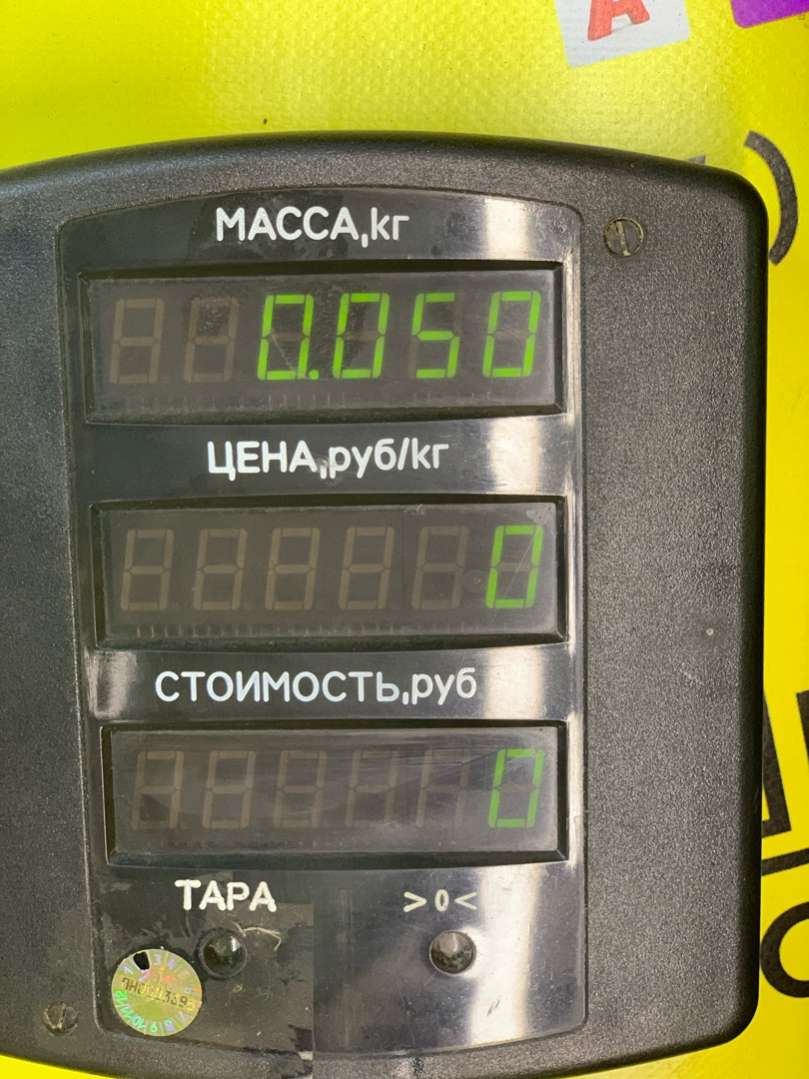 А
МАССА,кг
0.050
ЦЕНА,руб/кг
0
СТОИМОСТЬ,руб
0
ТАРА >0<